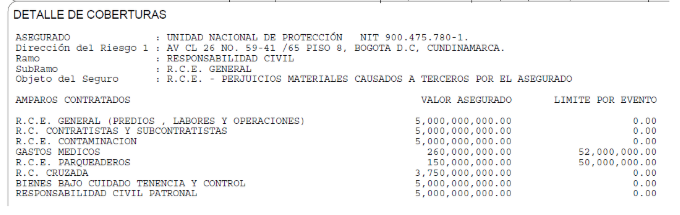 DETALLE DE COBERTURAS
ASEGURADO : UNIDAD NACIONAL DE PROTECCIÓN NIT 900.475.780-1.
Dirección del Riesgo 1 : AV CL 26 NO. 59-41 /65 PISO 8, BOGOTA D.C, CUNDINAMARCA.
Ramo : RESPONSABILIDAD CIVIL
SubRamo : R.C.E. GENERAL
Objeto del Seguro : R.C.E. - PERJUICIOS MATERIALES CAUSADOS A TERCEROS POR EL ASEGURADO
AMPAROS CONTRATADOS VALOR ASEGURADO LIMITE POR EVENTO
R.C.E. GENERAL (PREDIOS , LABORES Y OPERACIONES) 5,000,000,000.00 0.00
R.C. CONTRATISTAS Y SUBCONTRATISTAS 5,000,000,000.00 0.00
R.C.E. CONTAMINACION 5,000,000,000.00 0.00
GASTOS MEDICOS 260,000,000.00 52,000,000.00
R.C.E. PARQUEADEROS 150,000,000.00 50,000,000.00
R.C. CRUZADA 3,750,000,000.00 0.00
BIENES BAJO CUIDADO TENENCIA Y CONTROL 5,000,000,000.00 0.00
RESPONSABILIDAD CIVIL PATRONAL 5,000,000,000.00 0.00